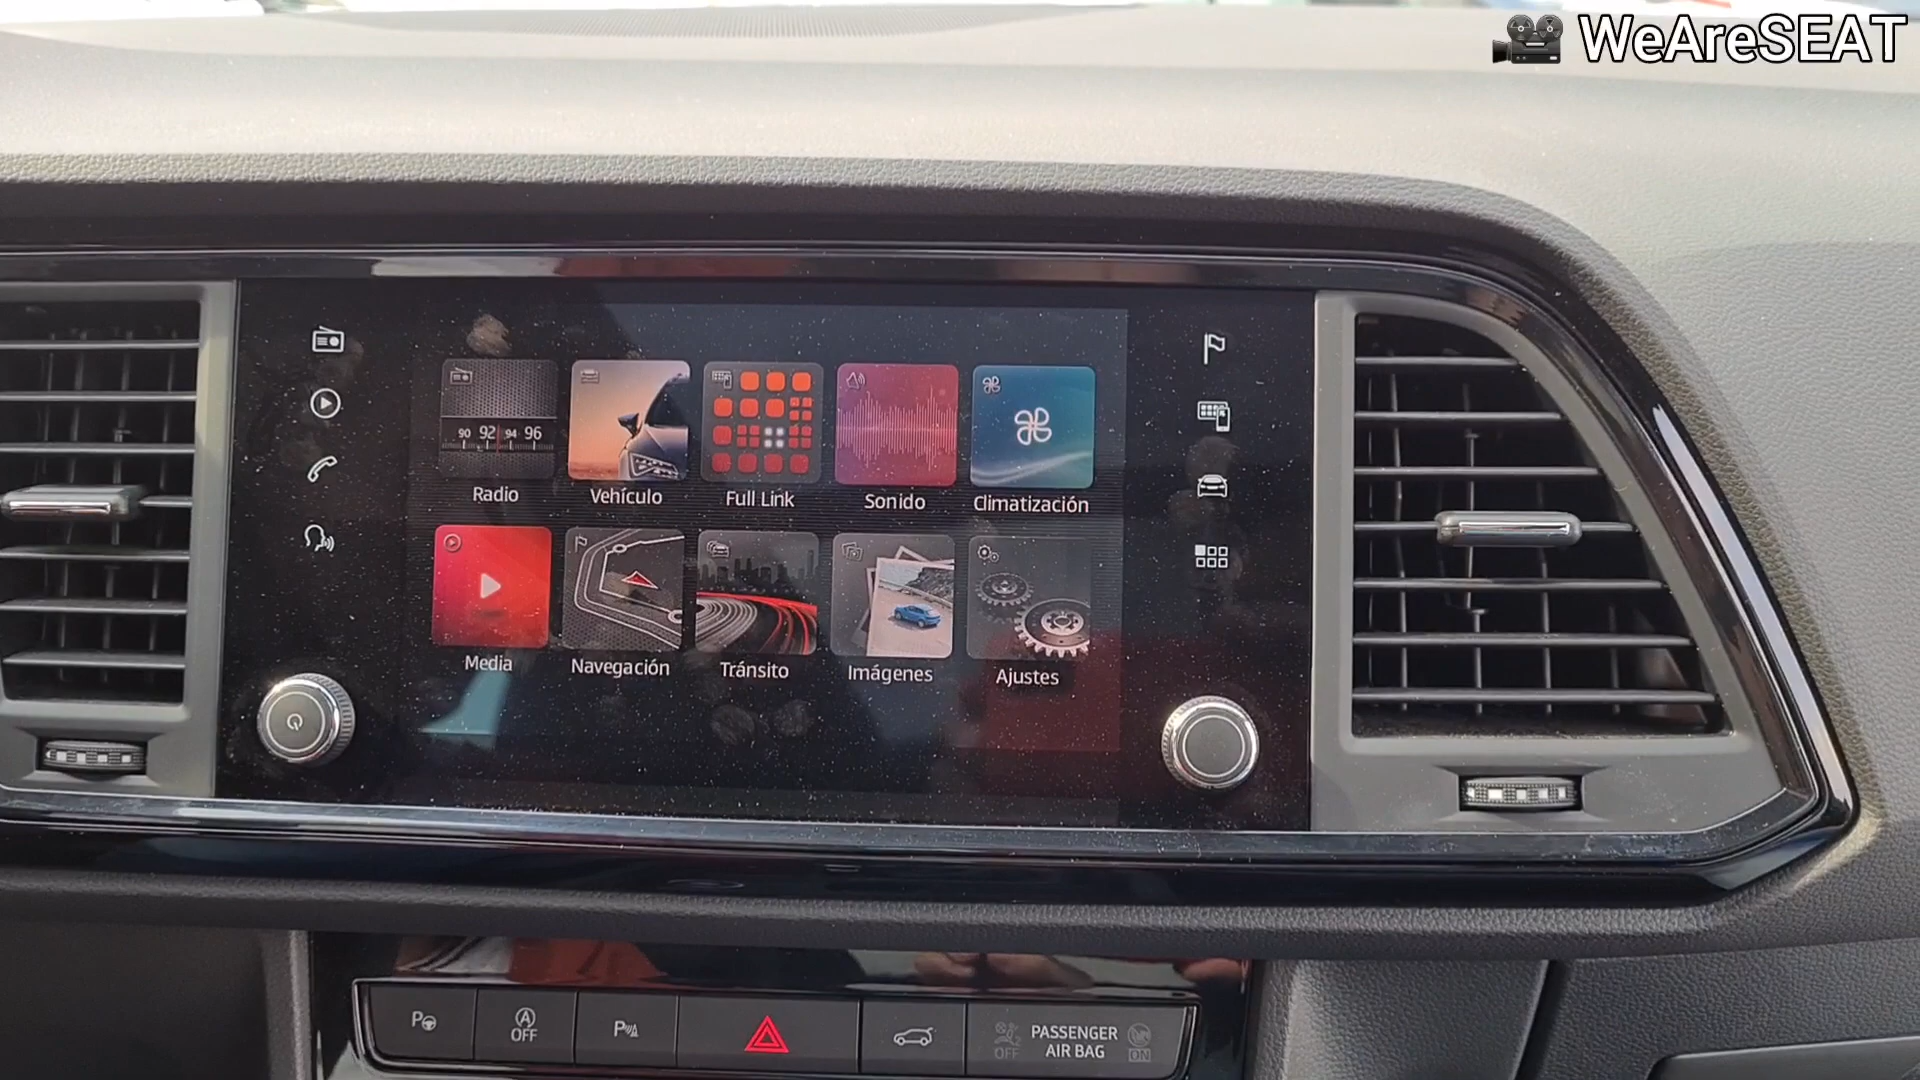 WeAreSEAT
90 92 94 96
Radio
Vehículo
Full Link
Sonido
Climatización
Media
Navegación
Tránsito
Imágenes
Ajustes
P
A
OFF
P
OFF
PASSENGER
AIR BAG
ON